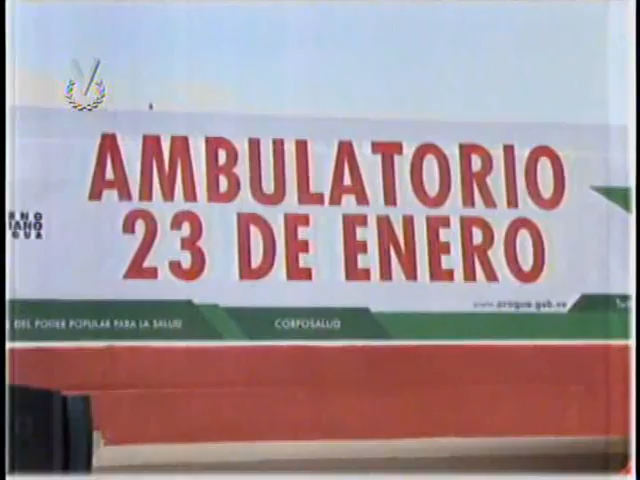 V
AMBULATORIO
23 DE ENERO
www.aragua.gob.ve
DEL PODER POPULAR PARA LA SALUD
CORPOSALUD